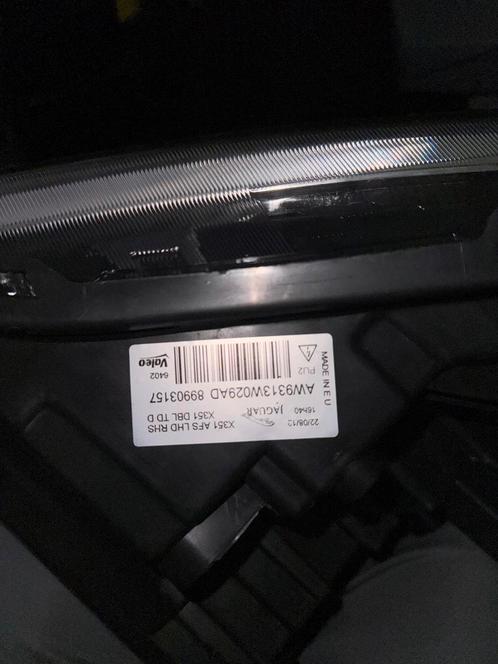 X351 AFS LHD RHS
X351 DBL TD D
22/08/12
16h40
JAGUAR
AW9313W029AD 89903157
MADE IN EU
PU2
6402
Valeo